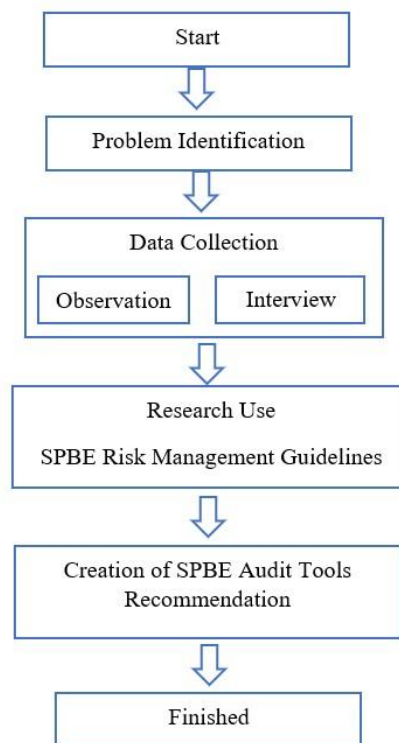 Start
Problem Identification
Data Collection
Observation
Interview
Research Use
SPBE Risk Management Guidelines
Creation of SPBE Audit Tools
Recommendation
Finished